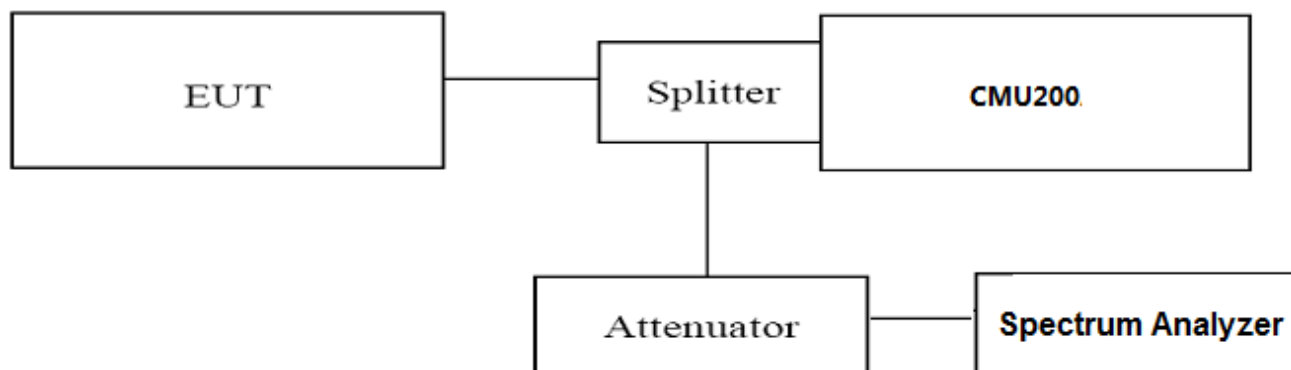 EUT
Splitter
CMU200.
Attenuator
Spectrum Analyzer